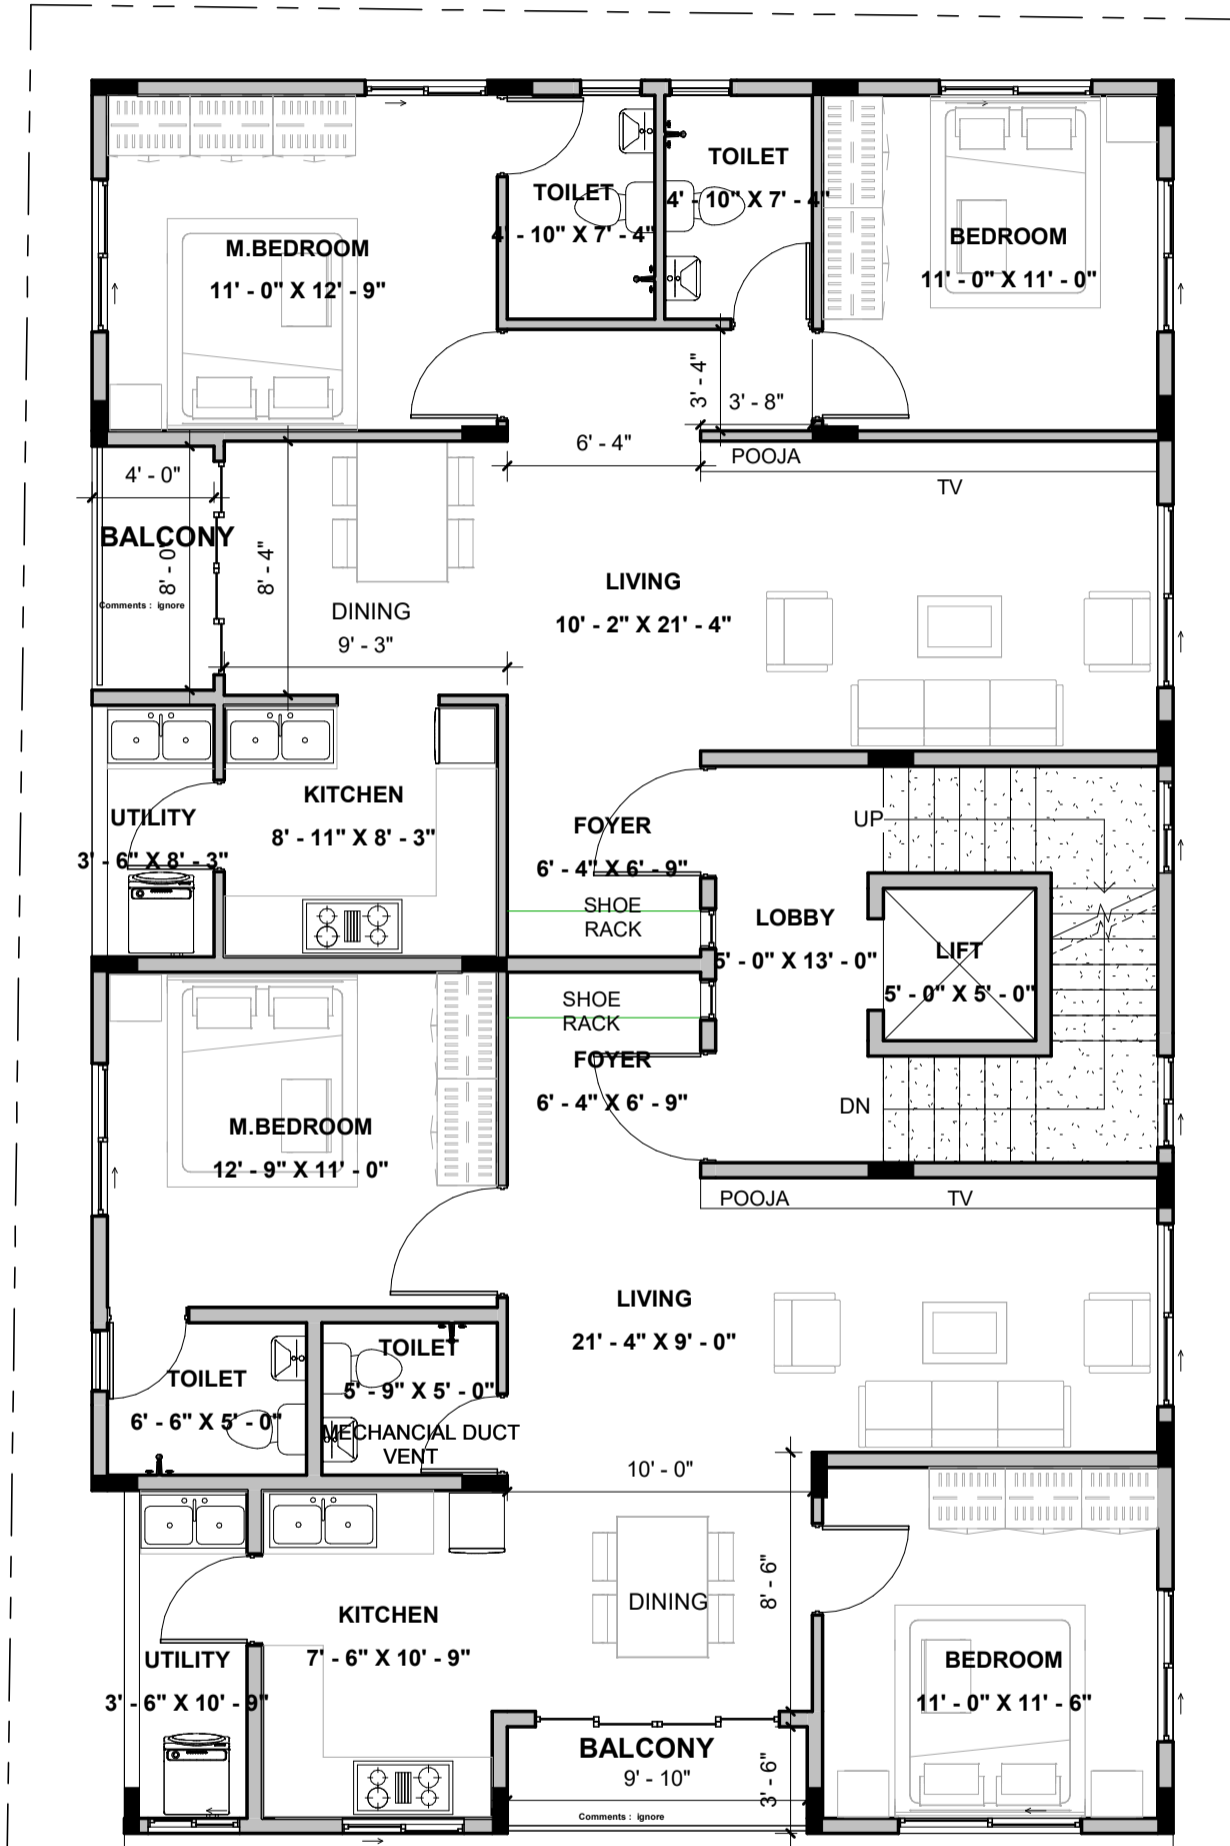 TOILET
4' - 10" X 7' - 4"
TOILET
4' - 10" X 7' - 4"
M.BEDROOM
11' - 0" X 12' - 9"
BEDROOM
11' - 0" X 11' - 0"
3' - 4"
3' - 8"
6' - 4"
POOJA
TV
4' - 0"
BALCONY
8' - 0"
8' - 4"
Comments : ignore
DINING
9' - 3"
LIVING
10' - 2" X 21' - 4"
KITCHEN
8' - 11" X 8' - 3"
UTILITY
3' - 6" X 8' - 3"
FOYER
6' - 4" X 6' - 9"
SHOE
RACK
UP
LOBBY
5' - 0" X 13' - 0"
LIFT
5' - 0" X 5' - 0"
SHOE
RACK
FOYER
6' - 4" X 6' - 9"
DN
M.BEDROOM
12' - 9" X 11' - 0"
POOJA
TV
LIVING
21' - 4" X 9' - 0"
TOILET
6' - 6" X 5' - 0"
TOILET
5' - 9" X 5' - 0"
MECHANCIAL DUCT
VENT
10' - 0"
8' - 6"
DINING
KITCHEN
7' - 6" X 10' - 9"
UTILITY
3' - 6" X 10' - 9"
BEDROOM
11' - 0" X 11' - 6"
BALCONY
9' - 10"
3' - 6"
Comments : ignore